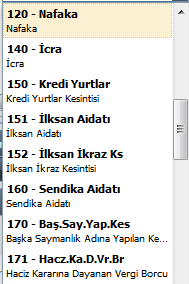 120 - Nafaka
Nafaka
140 - İcra
İcra
150 - Kredi Yurtlar
Kredi Yurtlar Kesintisi
151 - İlksan Aidatı
İlksan Aidatı
152 - İlksan İkraz Ks
İlksan İkraz Kesintisi
160 - Sendika Aidatı
Sendika Aidatı
170 - Baş.Say.Yap.Kes
Başka Saymanlık Adına Yapılan Ke...
171 - Hacz.Ka.D.Vr.Br
Haciz Kararına Dayanan Vergi Borcu